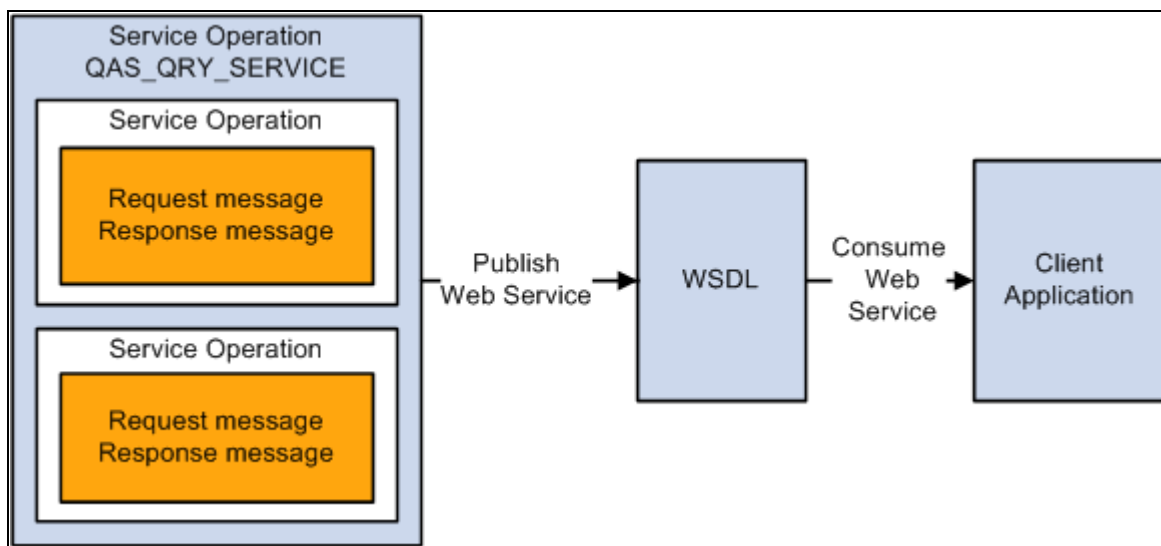 Service Operation
QAS_QRY_SERVICE
Service Operation
Request message
Response message
Service Operation
Request message
Response message
Publish
Web Service
WSDL
Consume
Web
Service
Client
Application